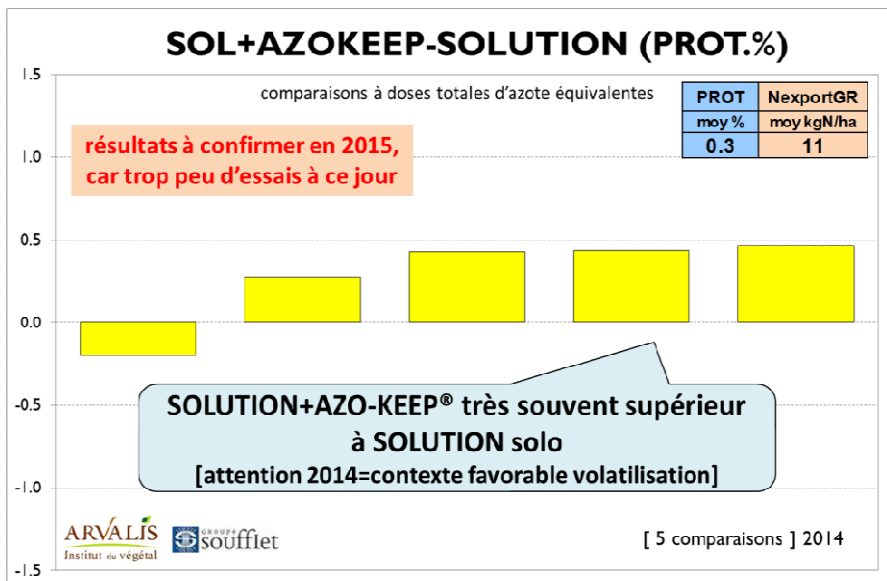 SOL+AZOKEEP-SOLUTION (PROT.%)
1.5
comparaisons à doses totales d'azote équivalentes
PROT NexportGR
moy % moy kgN/ha
0.3 11
résultats à confirmer en 2015,
car trop peu d'essais à ce jour
1.0
0.5
0.0
-0.5
-1.0
-1.5
SOLUTION+AZO-KEEP® très souvent supérieur
à SOLUTION solo
[attention 2014=contexte favorable volatilisation]
ARVALIS
Institut du végétal
GROUPE
soufflet
[ 5 comparaisons ] 2014